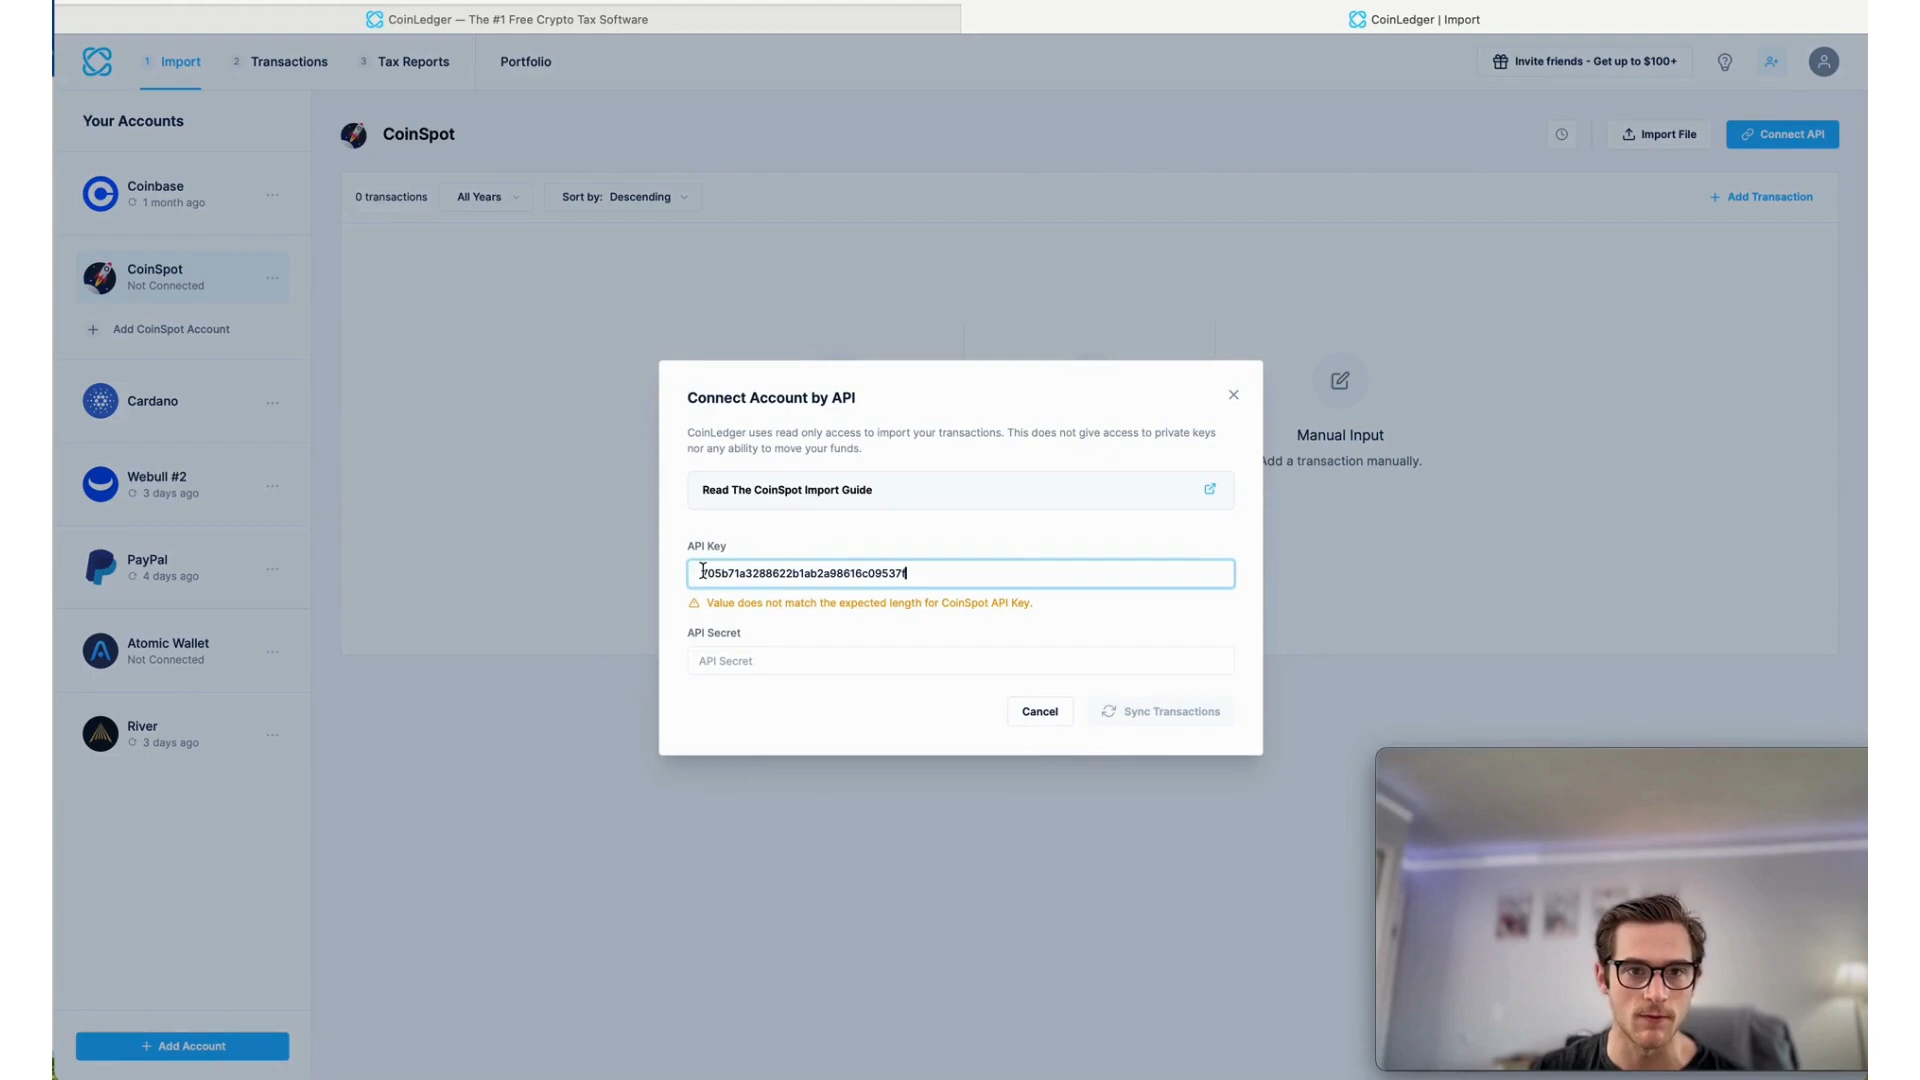 CoinLedger — The #1 Free Crypto Tax Software
CoinLedger | Import
1 Import
2 Transactions
3 Tax Reports
Portfolio
Invite friends - Get up to $100+
Your Accounts
CoinSpot
Import File
Connect API
Coinbase
1 month ago
0 transactions
All Years
Sort by: Descending
+ Add Transaction
CoinSpot
Not Connected
+ Add CoinSpot Account
Cardano
Webull #2
3 days ago
PayPal
4 days ago
Atomic Wallet
Not Connected
River
3 days ago
+ Add Account
Connect Account by API
CoinLedger uses read only access to import your transactions. This does not give access to private keys
nor any ability to move your funds.
Read The CoinSpot Import Guide
API Key
Value does not match the expected length for CoinSpot API Key.
API Secret
API Secret
Cancel
Sync Transactions
Manual Input
Add a transaction manually.